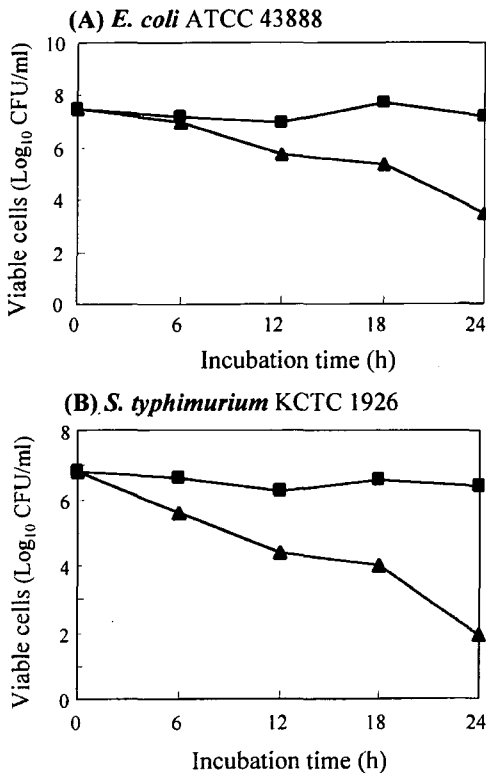 (A) E. coli ATCC 43888
10
8
6
4
2
0
Viable cells (Log₁₀ CFU/ml)
0 6 12 18 24
Incubation time (h)
(B) S. typhimurium KCTC 1926
8
6
4
2
0
Viable cells (Log₁₀ CFU/ml)
0 6 12 18 24
Incubation time (h)